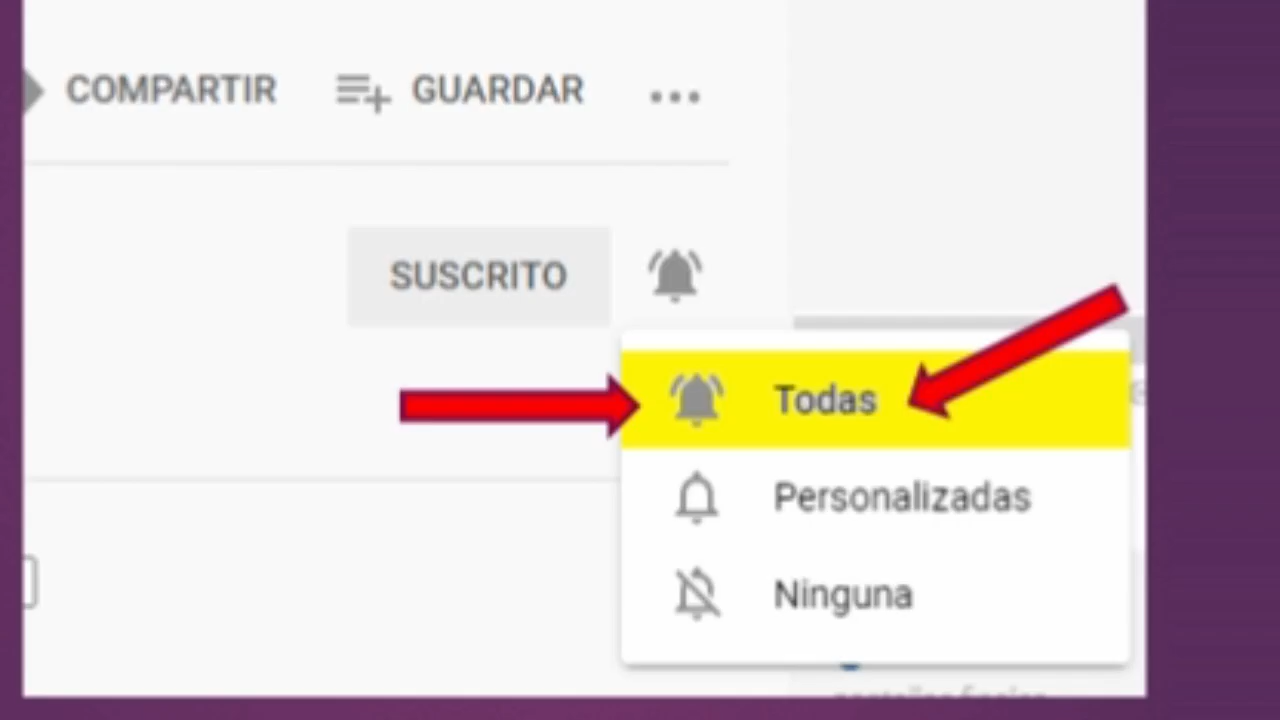 COMPARTIR GUARDAR
SUSCRITO
Todas
Personalizadas
Ninguna